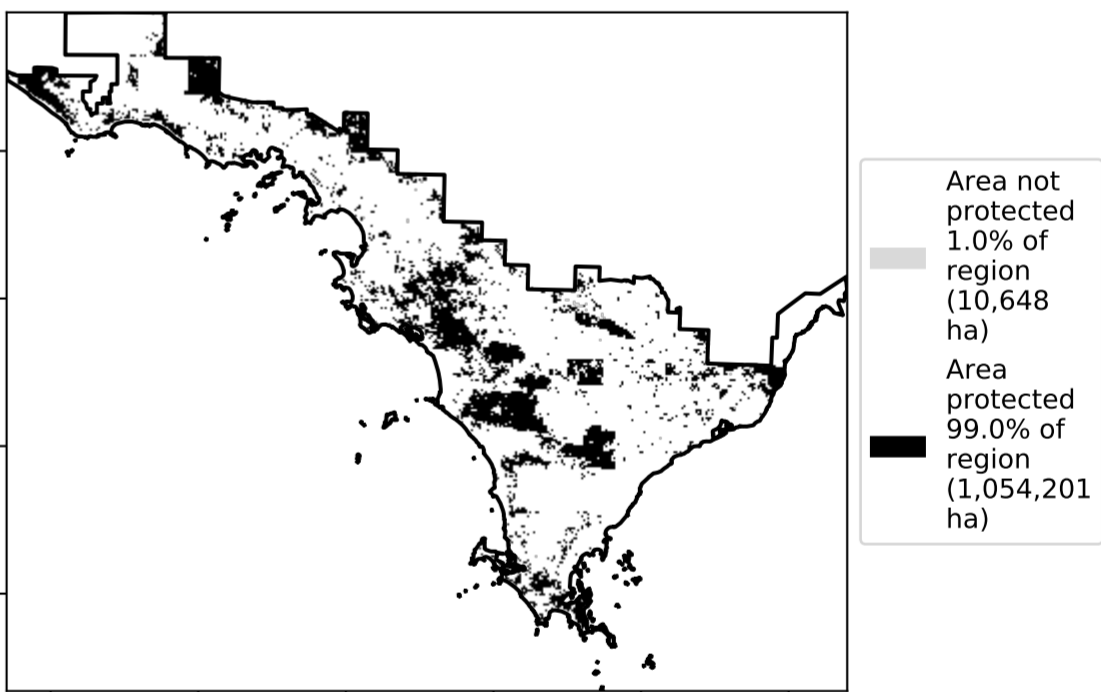 Area not
protected
1.0% of
region
(10,648
ha)
Area
protected
99.0% of
region
(1,054,201
ha)